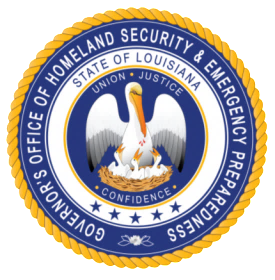 GOVERNOR'S OFFICE OF HOMELAND SECURITY & EMERGENCY PREPAREDNESS
STATE OF LOUISIANA
UNION • JUSTICE
• CONFIDENCE •